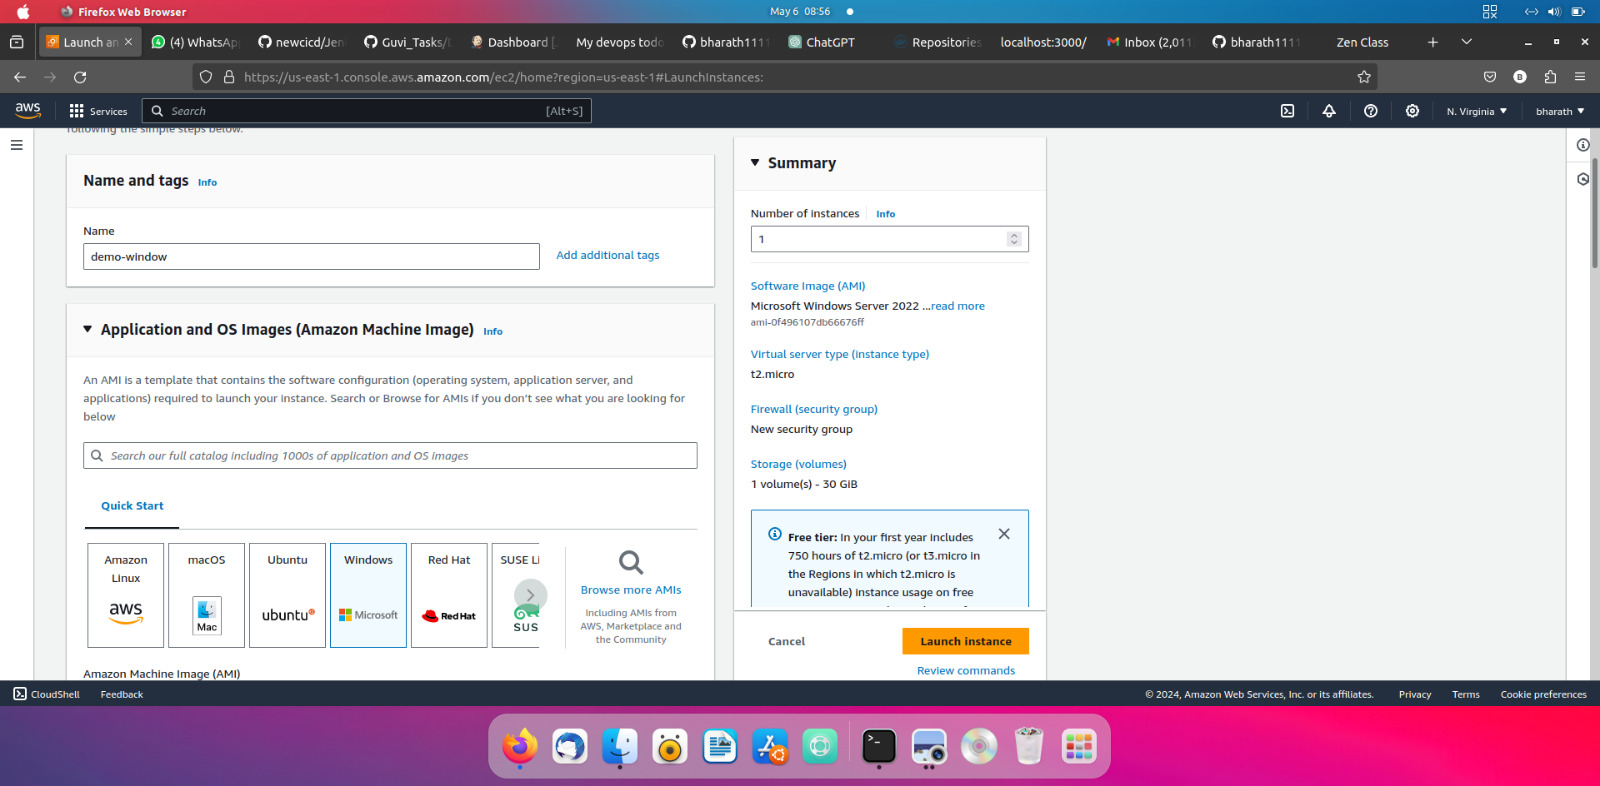 Firefox Web Browser
May 6 08:56
Launch an
(4) WhatsAp
newcicd/Jen
Guvi_Tasks/
Dashboard [
My devops todo
bharath1111
ChatGPT
Repositories
localhost:3000/
Inbox (2,011
bharath1111
Zen Class
https://us-east-1.console.aws.amazon.com/ec2/home?region=us-east-1#LaunchInstances:
B
aws
Services
Search
[Alt+S]
N. Virginia
bharath
following the simple steps below.
Name and tags Info
Name
demo-window
Add additional tags
Application and OS Images (Amazon Machine Image) Info
An AMI is a template that contains the software configuration (operating system, application server, and
applications) required to launch your instance. Search or Browse for AMIs if you don't see what you are looking for
below
Search our full catalog including 1000s of application and OS images
Quick Start
Amazon
Linux
aws
macOS
Mac
Ubuntu
ubuntu
Windows
Microsoft
Red Hat
Red Hat
SUSE Li
SUS
Browse more AMIs
Including AMIs from
AWS, Marketplace and
the Community
Amazon Machine Image (AMI)
Summary
Number of instances Info
1
Software Image (AMI)
Microsoft Windows Server 2022 ...read more
ami-0f496107db66676ff
Virtual server type (instance type)
t2.micro
Firewall (security group)
New security group
Storage (volumes)
1 volume(s) - 30 GiB
Free tier: In your first year includes
750 hours of t2.micro (or t3.micro in
the Regions in which t2.micro is
unavailable) instance usage on free
Cancel
Launch instance
Review commands
CloudShell
Feedback
© 2024, Amazon Web Services, Inc. or its affiliates.
Privacy
Terms
Cookie preferences